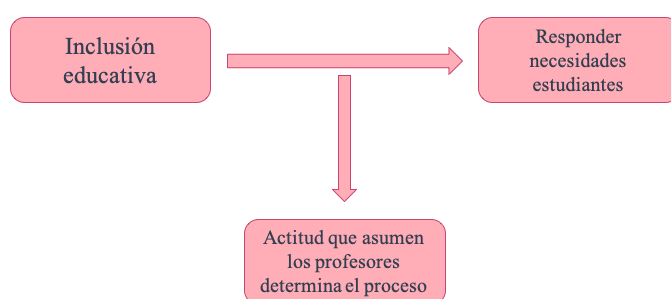 Inclusión
educativa
Responder
necesidades
estudiantes
Actitud que asumen
los profesores
determina el proceso